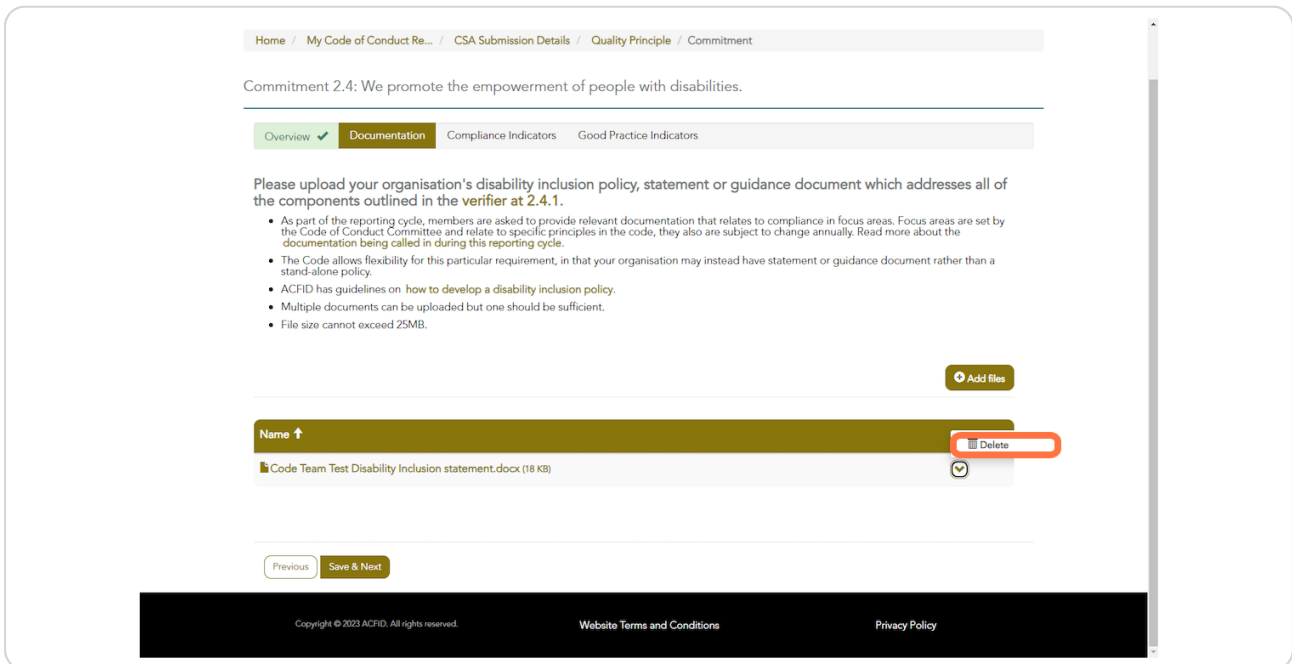 Home / My Code of Conduct Re... / CSA Submission Details / Quality Principle / Commitment
Commitment 2.4: We promote the empowerment of people with disabilities.
Overview ✔ Documentation Compliance Indicators Good Practice Indicators
Please upload your organisation's disability inclusion policy, statement or guidance document which addresses all of
the components outlined in the verifier at 2.4.1.
• As part of the reporting cycle, members are asked to provide relevant documentation that relates to compliance in focus areas. Focus areas are set by
the Code of Conduct Committee and relate to specific principles in the code, they also are subject to change annually. Read more about the
documentation being called in during this reporting cycle.
• The Code allows flexibility for this particular requirement, in that your organisation may instead have statement or guidance document rather than a
stand-alone policy.
• ACFID has guidelines on how to develop a disability inclusion policy.
• Multiple documents can be uploaded but one should be sufficient.
• File size cannot exceed 25MB.
Add files
Name ↑
Delete
Code Team Test Disability Inclusion statement.docx (18 KB)
Previous Save & Next
Copyright © 2023 ACFID. All rights reserved. Website Terms and Conditions Privacy Policy